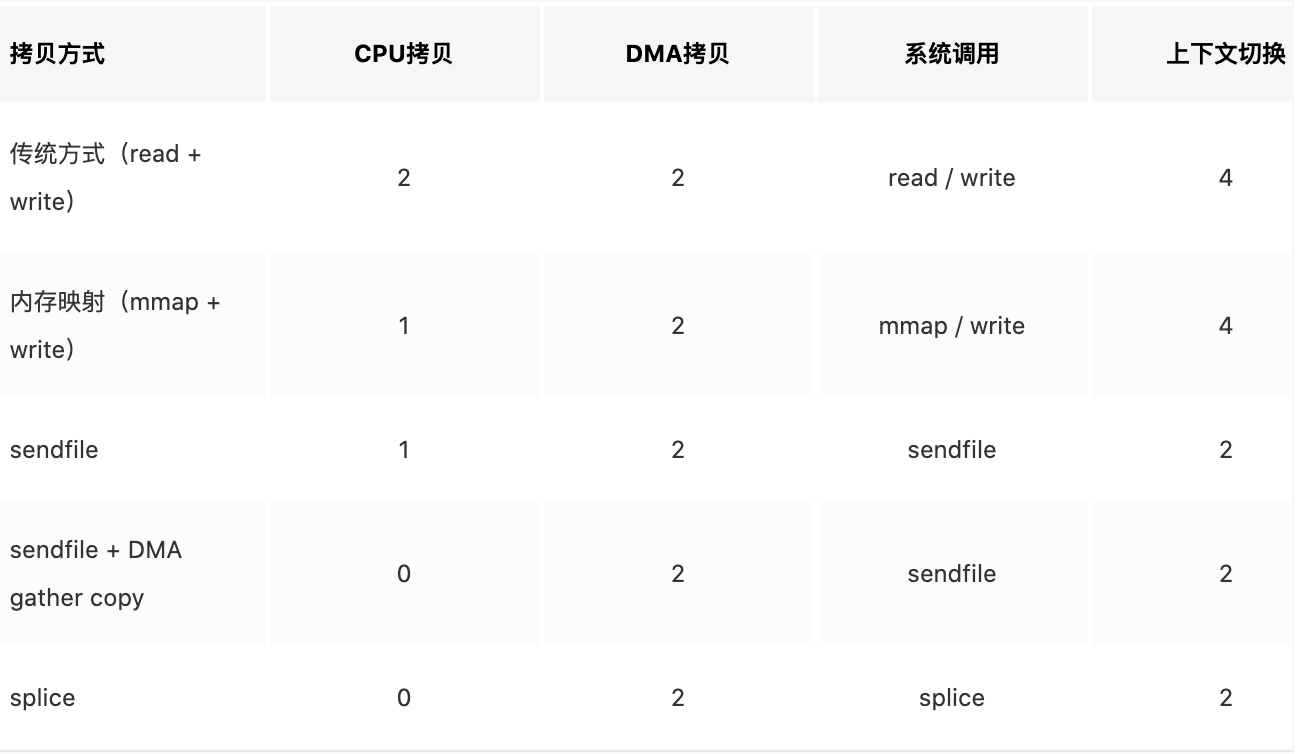 拷贝方式 CPU拷贝 DMA拷贝 系统调用 上下文切换
传统方式（read +
write） 2 2 read / write 4
内存映射（mmap +
write） 1 2 mmap / write 4
sendfile 1 2 sendfile 2
sendfile + DMA
gather copy 0 2 sendfile 2
splice 0 2 splice 2